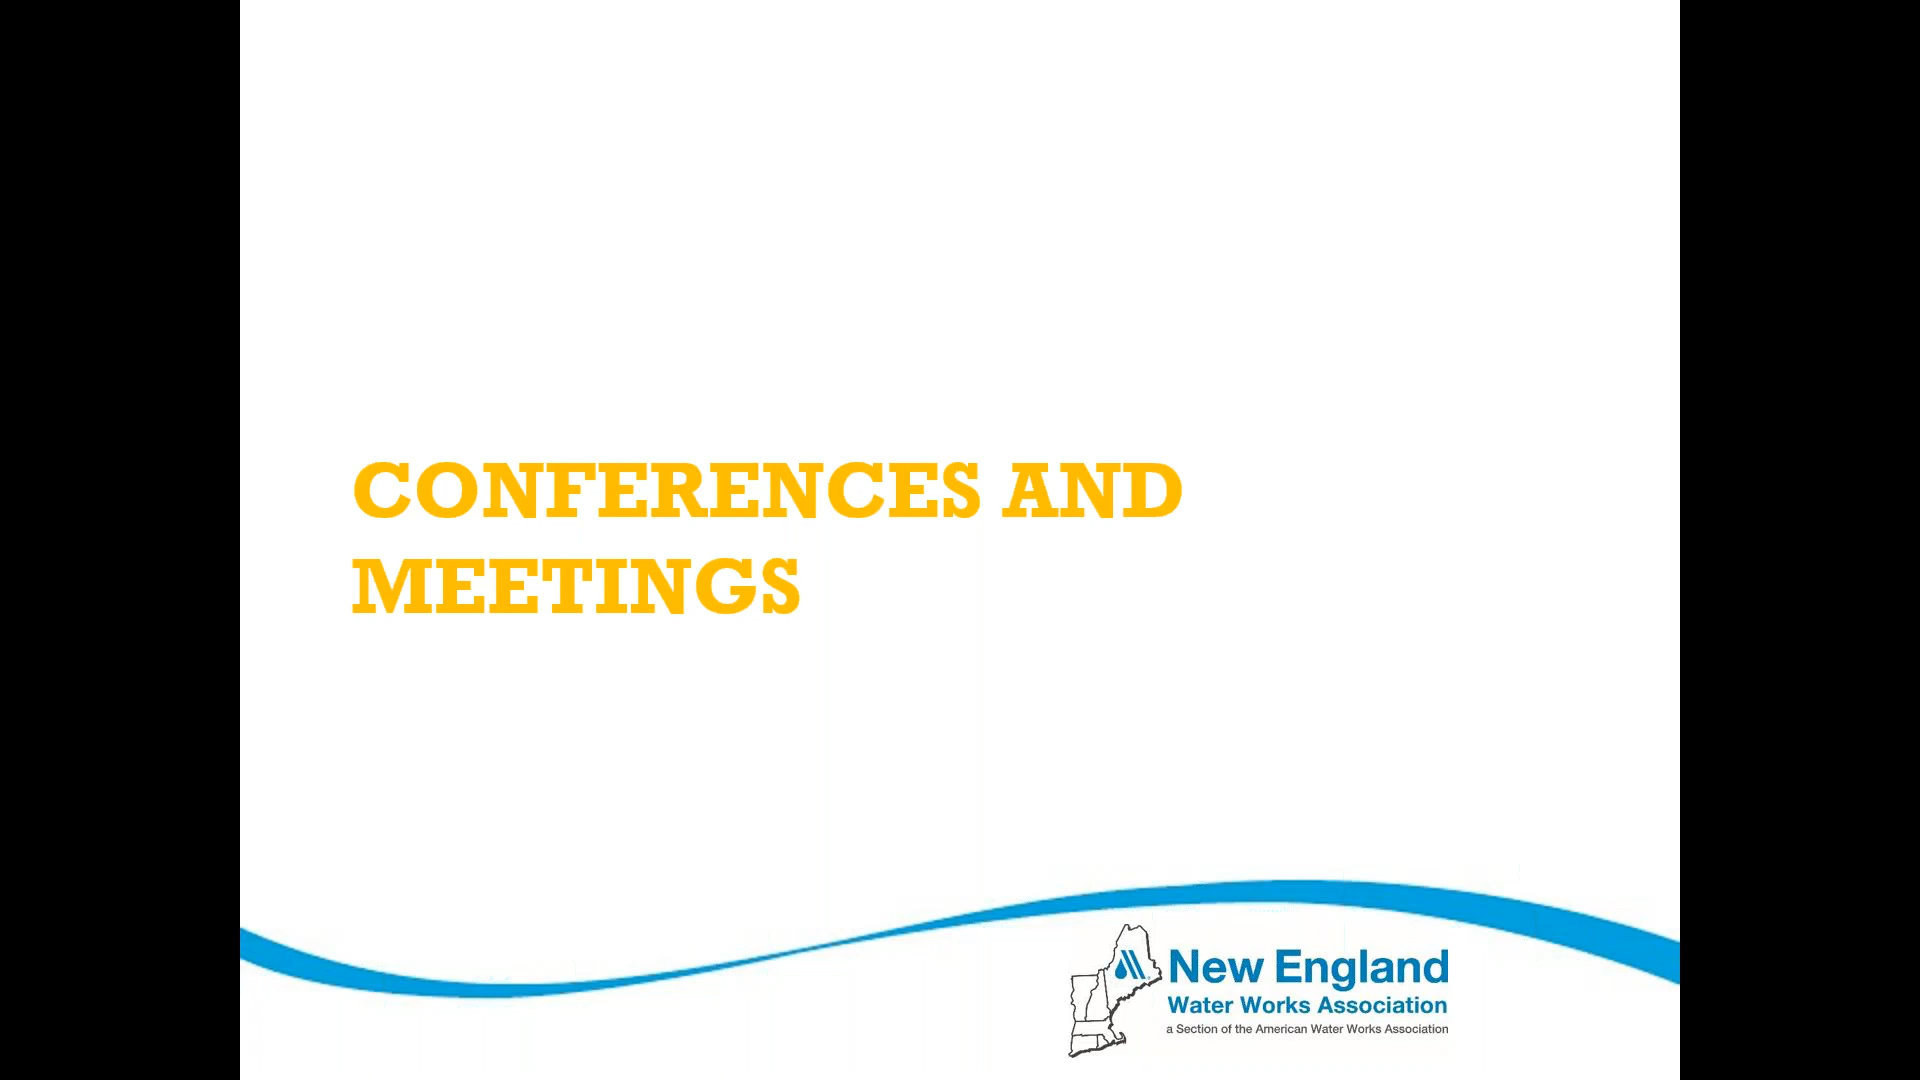 CONFERENCES AND
MEETINGS
New England
Water Works Association
a Section of the American Water Works Association